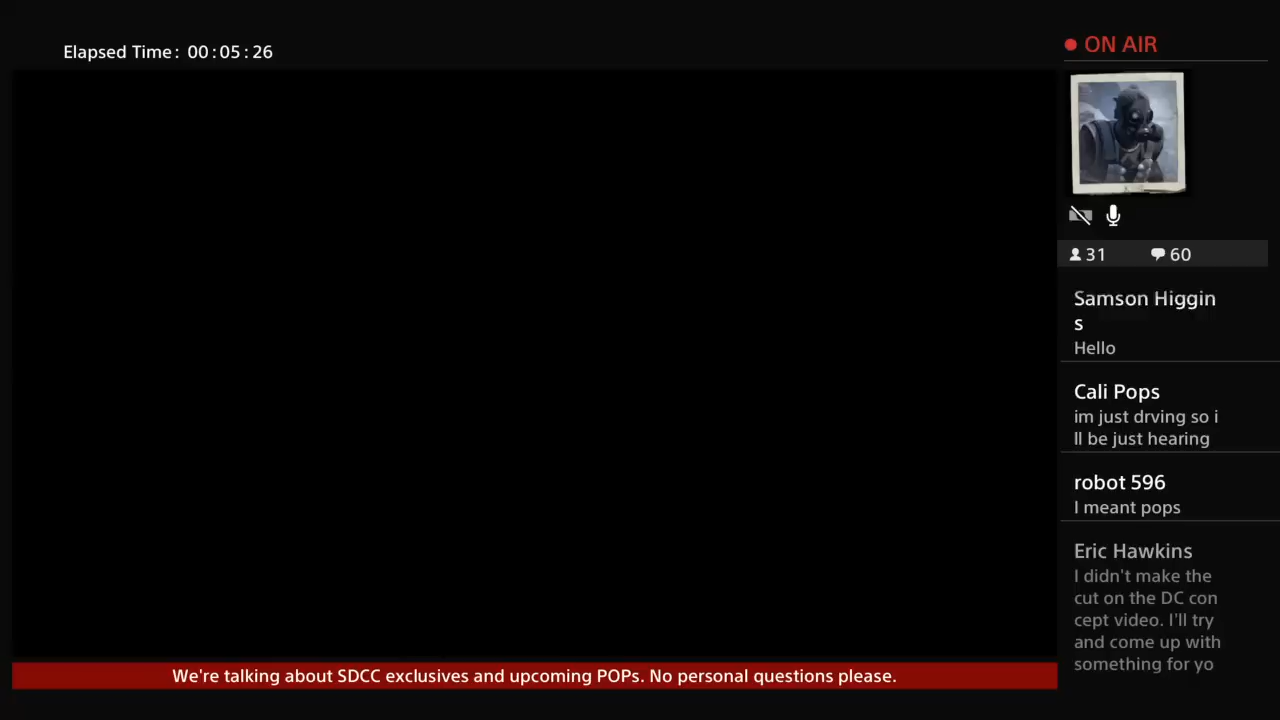 Elapsed Time: 00:05:26
ON AIR
31 60
Samson Higgin
s
Hello
Cali Pops
im just drving so i
ll be just hearing
robot 596
I meant pops
Eric Hawkins
I didn't make the
cut on the DC con
cept video. I'll try
and come up with
something for yo
We're talking about SDCC exclusives and upcoming POPs. No personal questions please.